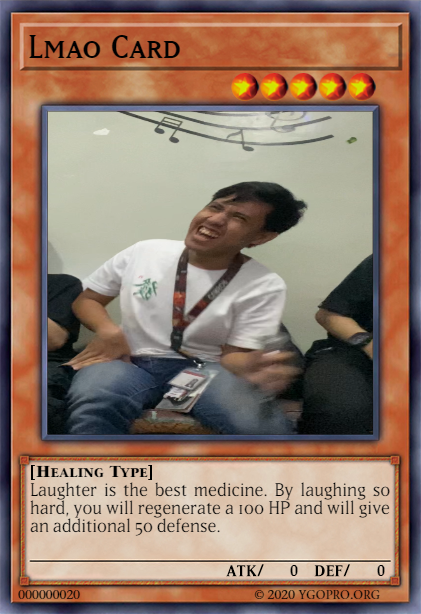 Lmao Card
[Healing Type]
Laughter is the best medicine. By laughing so
hard, you will regenerate a 100 HP and will give
an additional 50 defense.
ATK/ 0 DEF/ 0
000000020
© 2020 YGOPRO.ORG